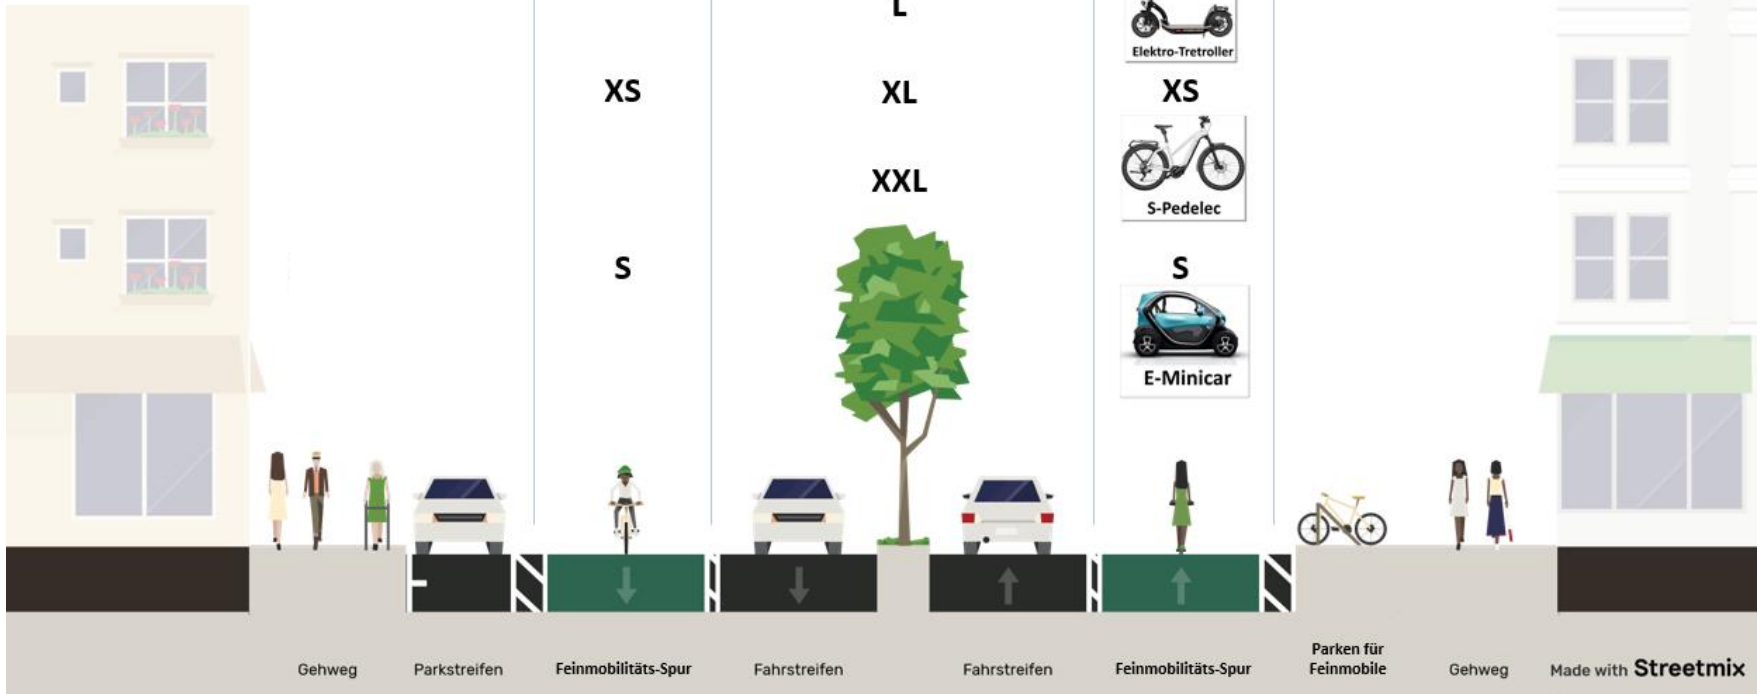 L
Elektro-Tretroller
XS XL XS
XXL
S-Pedelec
S S
E-Minicar
Gehweg Parkstreifen Feinmobilitäts-Spur Fahrstreifen Fahrstreifen Feinmobilitäts-Spur Parken für
Feinmobile Gehweg Made with Streetmix